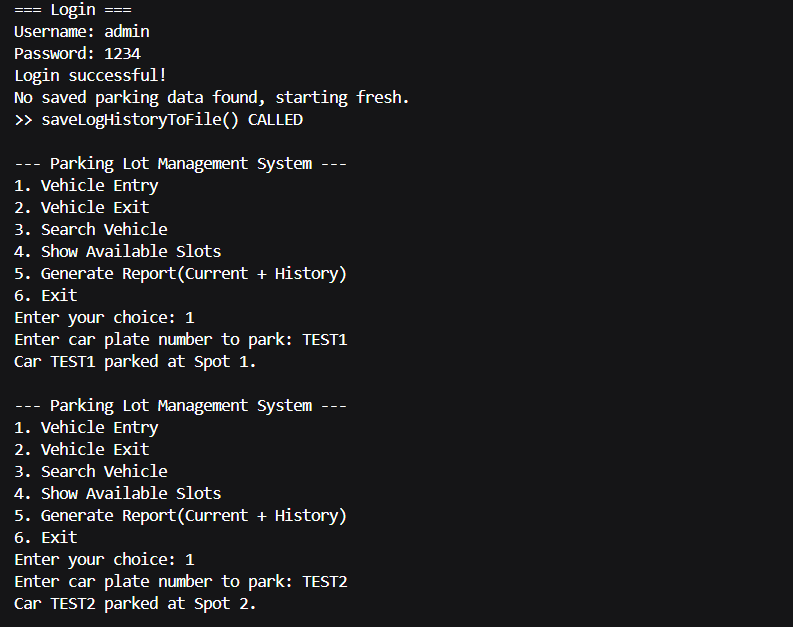 === Login ===
Username: admin
Password: 1234
Login successful!
No saved parking data found, starting fresh.
>> saveLogHistoryToFile() CALLED
--- Parking Lot Management System ---
1. Vehicle Entry
2. Vehicle Exit
3. Search Vehicle
4. Show Available Slots
5. Generate Report(Current + History)
6. Exit
Enter your choice: 1
Enter car plate number to park: TEST1
Car TEST1 parked at Spot 1.
--- Parking Lot Management System ---
1. Vehicle Entry
2. Vehicle Exit
3. Search Vehicle
4. Show Available Slots
5. Generate Report(Current + History)
6. Exit
Enter your choice: 1
Enter car plate number to park: TEST2
Car TEST2 parked at Spot 2.